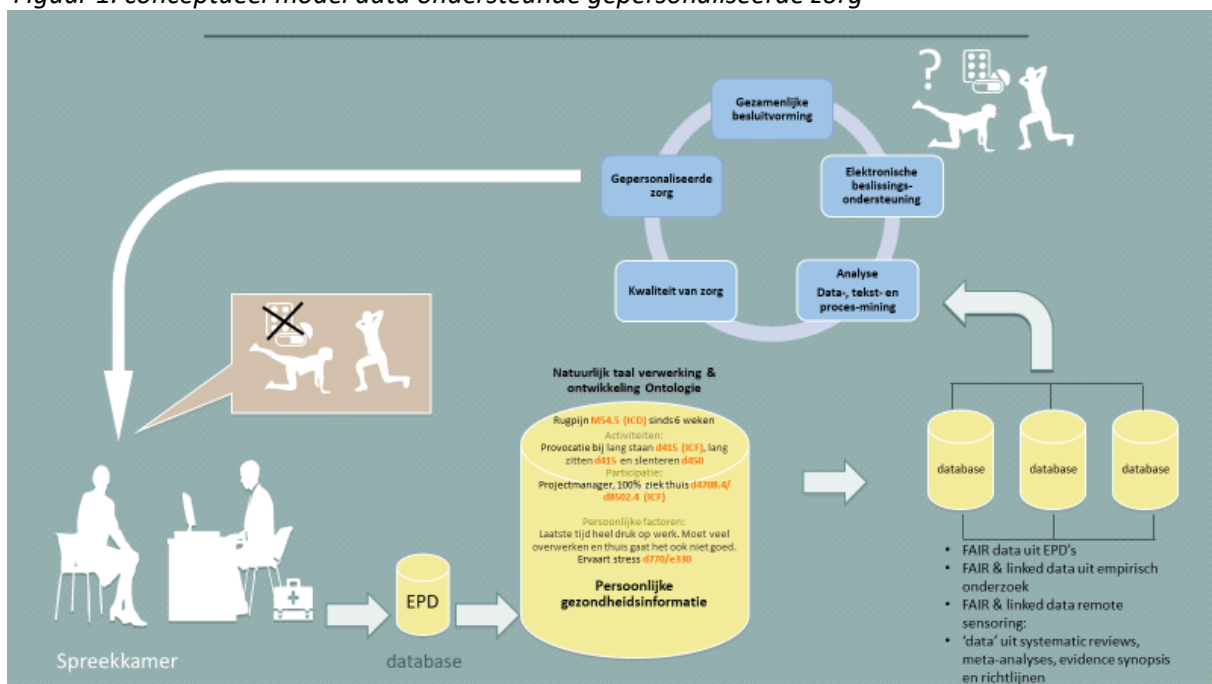 Figuur 1: conceptueel model data ondersteunde gepersonaliseerde zorg
?
Gezamenlijke
besluitvorming
Gepersonaliseerde
zorg
Elektronische
beslissings-
ondersteuning
Kwaliteit van zorg
Analyse
Data-, tekst- en
proces-mining
Natuurlijk taal verwerking &
ontwikkeling Ontologie
Rugpijn M54.5 (ICD) sinds 6 weken
Activiteiten:
Provocatie bij lang staan d415 (ICF), lang
zitten d415 en slenteren d450
Participatie:
Projectmanager, 100% ziek thuis d4708.4/
d8502.4 (ICF)
Persoonlijke factoren:
Laatste tijd heel druk op werk. Moet veel
overwerken en thuis gaat het ook niet goed.
Ervaart stress d770/e330
Persoonlijke
gezondheidsinformatie
EPD
database
Spreekkamer
database
database
database
• FAIR data uit EPD's
• FAIR & linked data uit empirisch
onderzoek
• FAIR & linked data remote
sensoring:
• 'data' uit systematic reviews,
meta-analyses, evidence synopsis
en richtlijnen